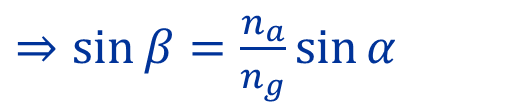 ⇒ sin β = n_a/n_g sin α